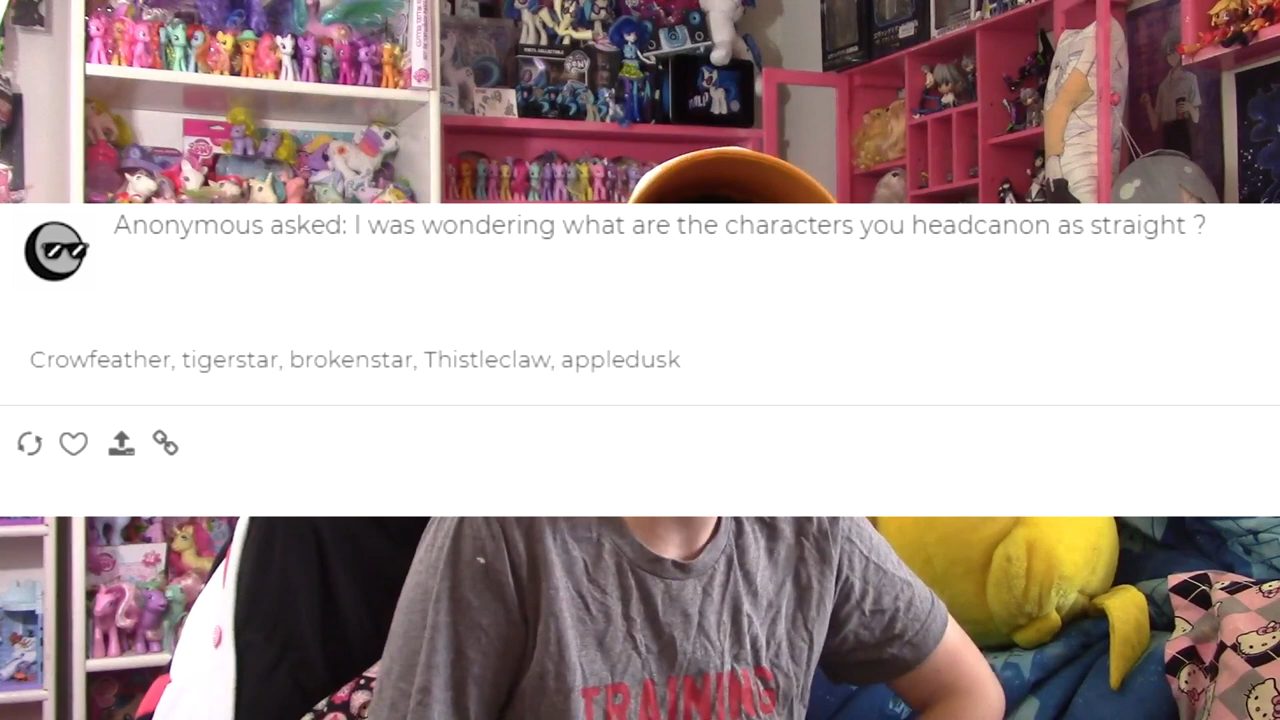 Anonymous asked: I was wondering what are the characters you headcanon as straight ?
Crowfeather, tigerstar, brokenstar, Thistleclaw, appledusk
TRAINING